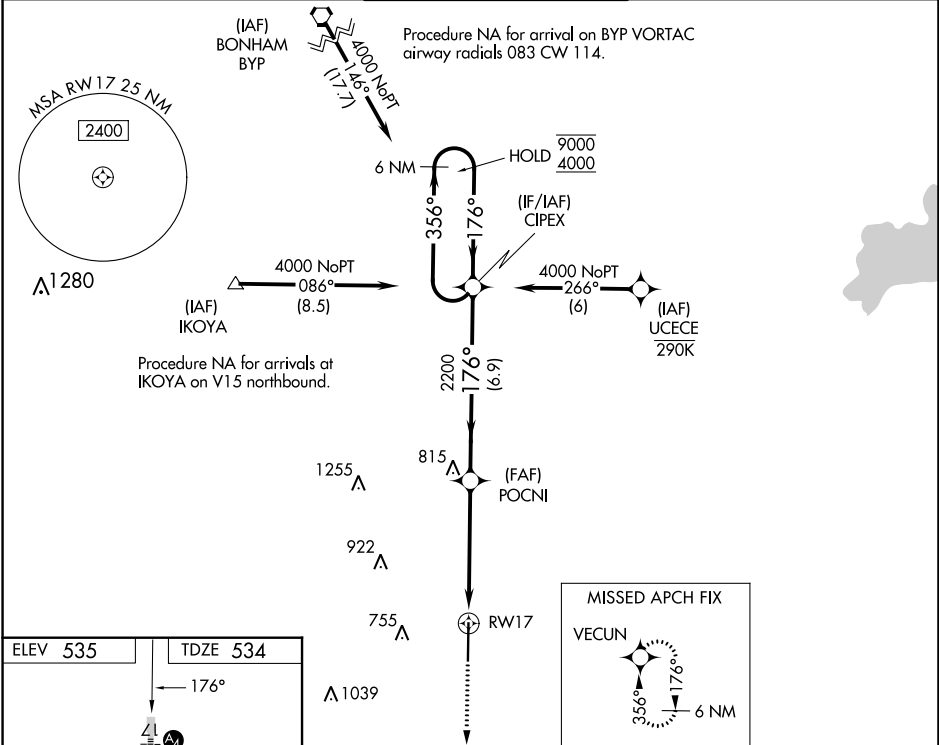 (IAF)
BONHAM
BYP
4000 NoPT
146°
(17.7)
Procedure NA for arrival on BYP VORTAC
airway radials 083 CW 114.
MSA RW17 25 NM
2400
6 NM
HOLD 9000
4000
356°
176°
(IF/IAF)
CIPEX
1280
4000 NoPT
086°
(8.5)
(IAF)
IKOYA
4000 NoPT
266°
(6)
(IAF)
UCECE
290K
Procedure NA for arrivals at
IKOYA on V15 northbound.
2200
176°
(6.9)
1255
815
(FAF)
POCNI
922
755
RW17
MISSED APCH FIX
VECUN
356°
176°
6 NM
ELEV 535
TDZE 534
176°
1039
17
A4